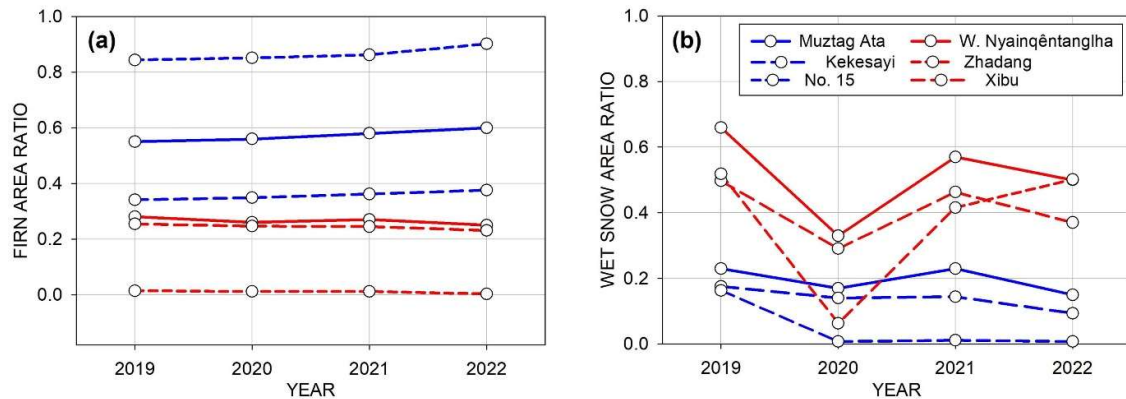 (a)
FIRN AREA RATIO
1.0
0.8
0.6
0.4
0.2
0.0
2019 2020 2021 2022
YEAR
(b)
Muztag Ata W. Nyainqêntanglha
Kekesayi Zhadang
No. 15 Xibu
WET SNOW AREA RATIO
1.0
0.8
0.6
0.4
0.2
0.0
2019 2020 2021 2022
YEAR